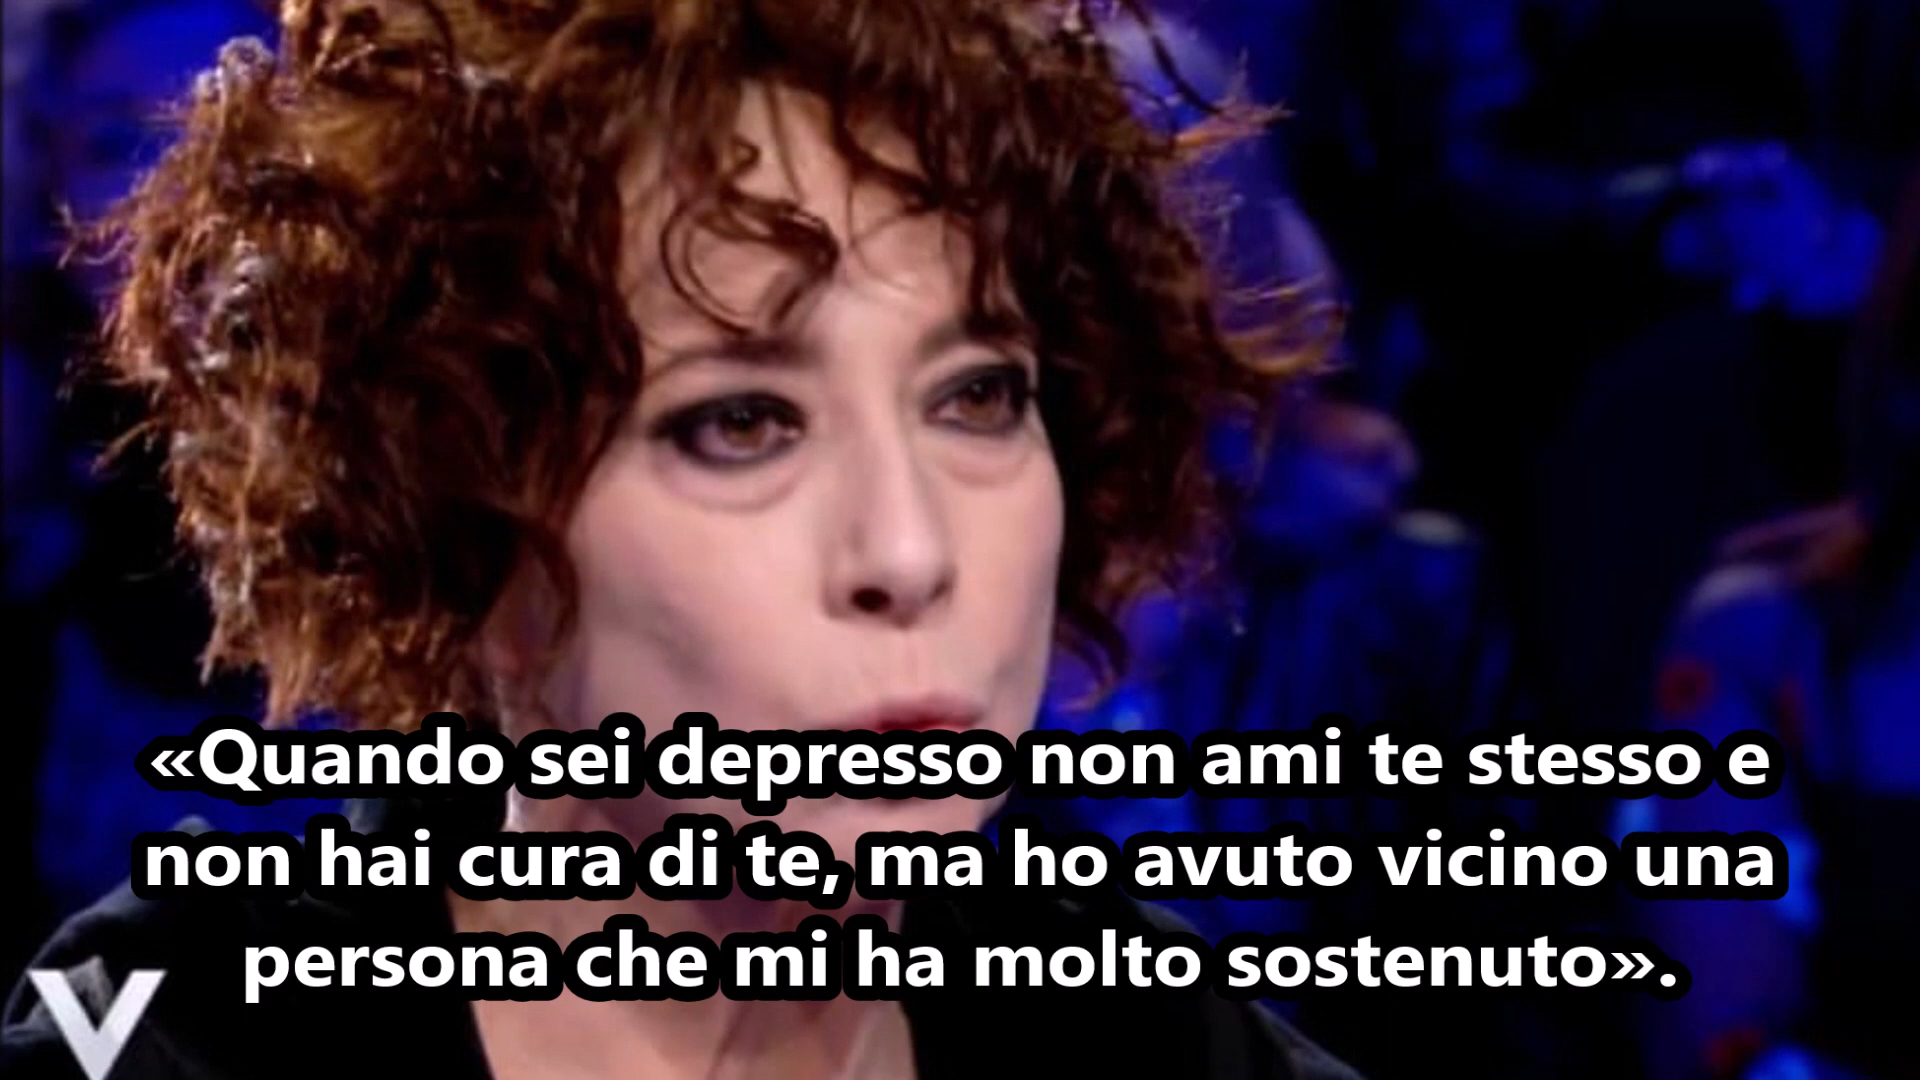 «Quando sei depresso non ami te stesso e
non hai cura di te, ma ho avuto vicino una
persona che mi ha molto sostenuto».
V